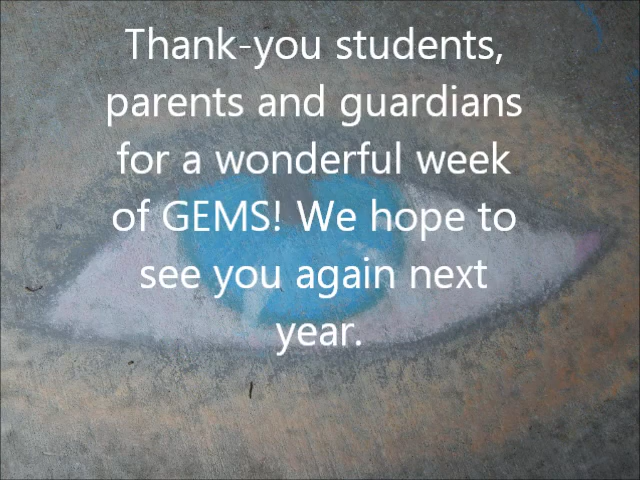 Thank-you students,
parents and guardians
for a wonderful week
of GEMS! We hope to
see you again next
year.